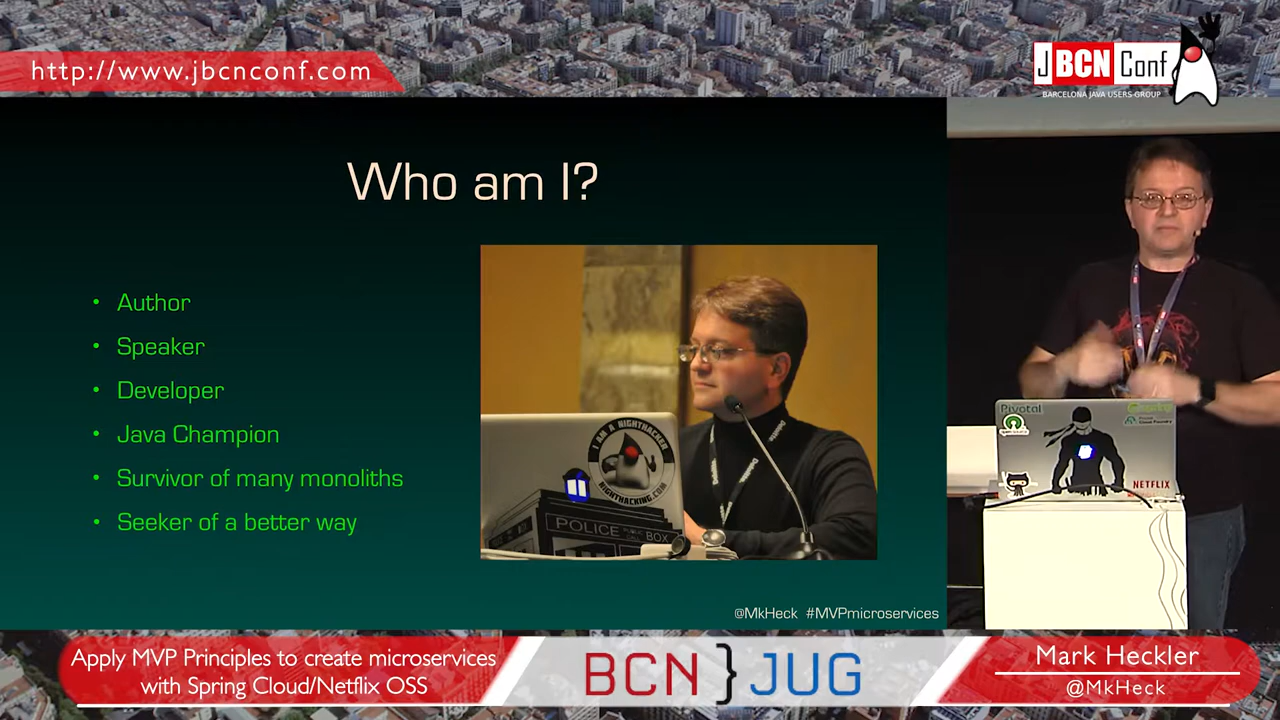 http://www.jbcnconf.com
JBCNConf
BARCELONA JAVA USERS GROUP
Who am I?
• Author
• Speaker
• Developer
• Java Champion
• Survivor of many monoliths
• Seeker of a better way
I AM A NIGHTHACKER
NIGHTHACKING.COM
POLICE BOX
Pivotal
NETFLIX
@MkHeck #MVPmicroservices
Apply MVP Principles to create microservices
with Spring Cloud/Netflix OSS
BCN}JUG
Mark Heckler
@MkHeck